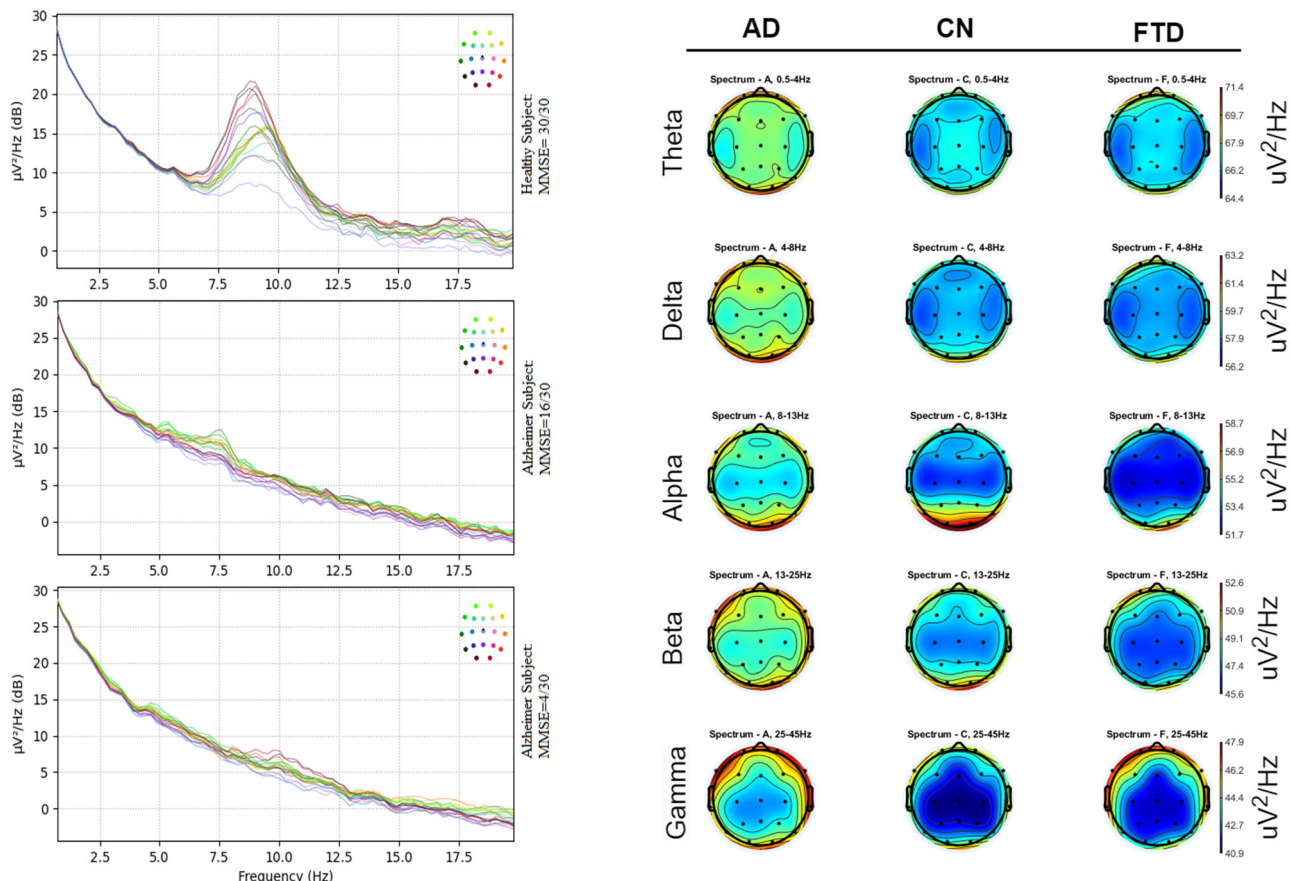 30
25
20
15
10
5
0
µV²/Hz (dB)
2.5 5.0 7.5 10.0 12.5 15.0 17.5
Healthy Subject:
MMSE= 30/30
30
25
20
15
10
5
0
µV²/Hz (dB)
2.5 5.0 7.5 10.0 12.5 15.0 17.5
Alzheimer Subject:
MMSE=16/30
30
25
20
15
10
5
0
µV²/Hz (dB)
2.5 5.0 7.5 10.0 12.5 15.0 17.5
Frequency (Hz)
Alzheimer Subject:
MMSE=4/30
AD CN FTD
Theta
Spectrum - A, 0.5-4Hz Spectrum - C, 0.5-4Hz Spectrum - F, 0.5-4Hz
71.4
69.7
67.9
66.2
64.4
uV²/Hz
Delta
Spectrum - A, 4-8Hz Spectrum - C, 4-8Hz Spectrum - F, 4-8Hz
63.2
61.4
59.7
57.9
56.2
uV²/Hz
Alpha
Spectrum - A, 8-13Hz Spectrum - C, 8-13Hz Spectrum - F, 8-13Hz
58.7
56.9
55.2
53.4
51.7
uV²/Hz
Beta
Spectrum - A, 13-25Hz Spectrum - C, 13-25Hz Spectrum - F, 13-25Hz
52.6
50.9
49.1
47.4
45.6
uV²/Hz
Gamma
Spectrum - A, 25-45Hz Spectrum - C, 25-45Hz Spectrum - F, 25-45Hz
47.9
46.2
44.4
42.7
40.9
uV²/Hz